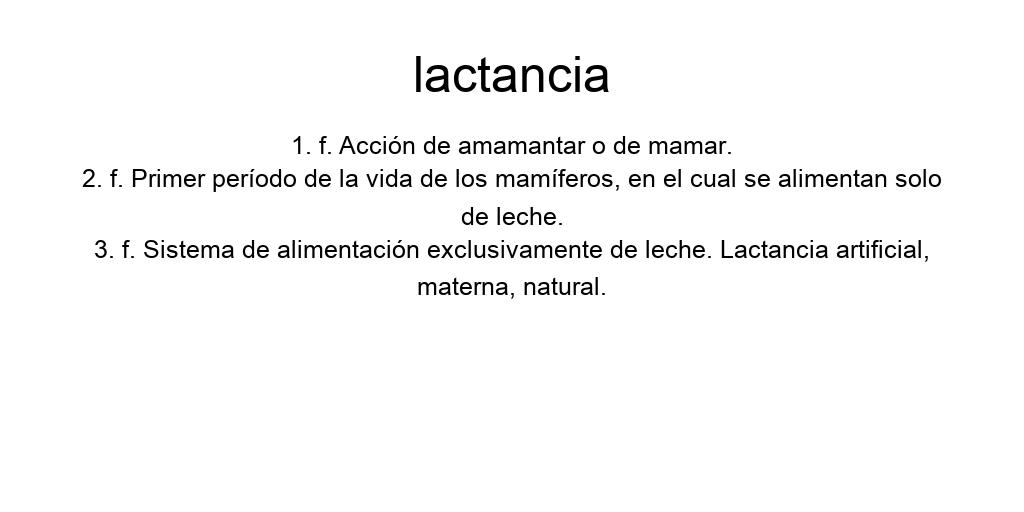 lactancia
1. f. Acción de amamantar o de mamar.
2. f. Primer período de la vida de los mamíferos, en el cual se alimentan solo
de leche.
3. f. Sistema de alimentación exclusivamente de leche. Lactancia artificial,
materna, natural.